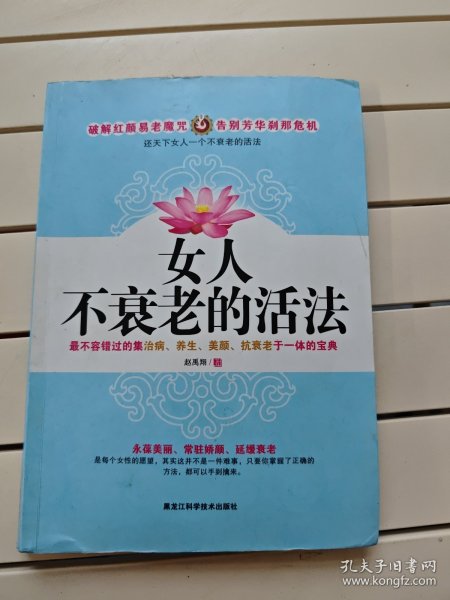 破解红颜易老魔咒 告别芳华刹那危机
还天下女人一个不衰老的活法
女人
不衰老的活法
最不容错过的集治病、养生、美颜、抗衰老于一体的宝典
赵禹翔/
永葆美丽、常驻娇颜、延缓衰老
是每个女性的愿望，其实这并不是一件难事，只要你掌握了正确的
方法，都可以手到擒来。
黑龙江科学技术出版社
孔夫子旧书网
www.kongfz.com